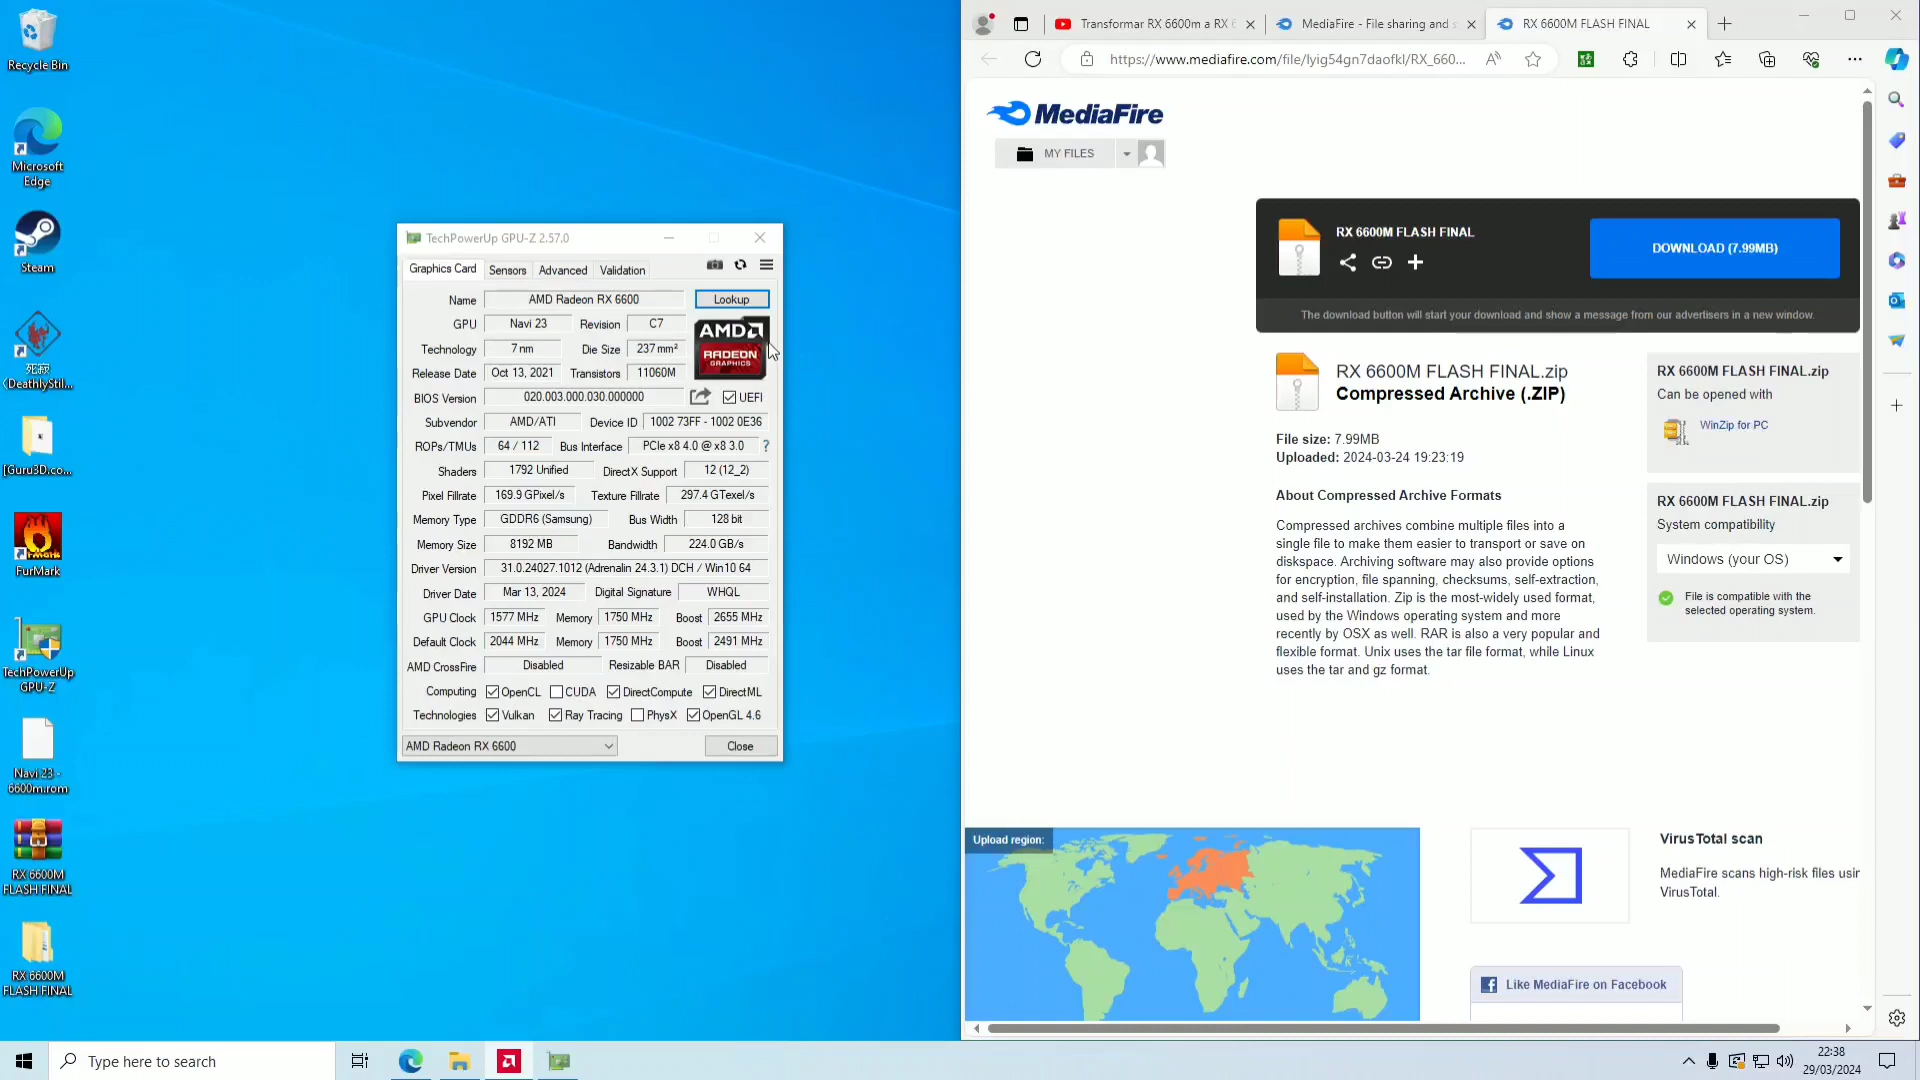 Recycle Bin
Microsoft
Edge
Steam
死寂
(DeathlyStil...
[Guru3D.co...
FurMark
TechPowerUp
GPU-Z
Navi 23 -
6600m.rom
RX 6600M
FLASH FINAL
RX 6600M
FLASH FINAL
TechPowerUp GPU-Z 2.57.0
Graphics Card Sensors Advanced Validation
Name AMD Radeon RX 6600 Lookup
GPU Navi 23 Revision C7
AMD
RADEON
GRAPHICS
Technology 7 nm Die Size 237 mm²
Release Date Oct 13, 2021 Transistors 11060M
BIOS Version 020.003.000.030.000000 UEFI
Subvendor AMD/ATI Device ID 1002 73FF - 1002 0E36
ROPs/TMUs 64 / 112 Bus Interface PCIe x8 4.0 @ x8 3.0 ?
Shaders 1792 Unified DirectX Support 12 (12_2)
Pixel Fillrate 169.9 GPixel/s Texture Fillrate 297.4 GTexel/s
Memory Type GDDR6 (Samsung) Bus Width 128 bit
Memory Size 8192 MB Bandwidth 224.0 GB/s
Driver Version 31.0.24027.1012 (Adrenalin 24.3.1) DCH / Win10 64
Driver Date Mar 13, 2024 Digital Signature WHQL
GPU Clock 1577 MHz Memory 1750 MHz Boost 2655 MHz
Default Clock 2044 MHz Memory 1750 MHz Boost 2491 MHz
AMD CrossFire Disabled Resizable BAR Disabled
Computing OpenCL CUDA DirectCompute DirectML
Technologies Vulkan Ray Tracing PhysX OpenGL 4.6
AMD Radeon RX 6600 Close
Transformar RX 6600m a RX 6 MediaFire - File sharing and s RX 6600M FLASH FINAL
https://www.mediafire.com/file/lyig54gn7daofkl/RX_660...
MediaFire
MY FILES
RX 6600M FLASH FINAL
DOWNLOAD (7.99MB)
The download button will start your download and show a message from our advertisers in a new window.
RX 6600M FLASH FINAL.zip
Compressed Archive (.ZIP)
File size: 7.99MB
Uploaded: 2024-03-24 19:23:19
About Compressed Archive Formats
Compressed archives combine multiple files into a
single file to make them easier to transport or save on
diskspace. Archiving software may also provide options
for encryption, file spanning, checksums, self-extraction,
and self-installation. Zip is the most-widely used format,
used by the Windows operating system and more
recently by OSX as well. RAR is also a very popular and
flexible format. Unix uses the tar file format, while Linux
uses the tar and gz format.
RX 6600M FLASH FINAL.zip
Can be opened with
WinZip for PC
RX 6600M FLASH FINAL.zip
System compatibility
Windows (your OS)
File is compatible with the
selected operating system.
Upload region:
VirusTotal scan
MediaFire scans high-risk files usin
VirusTotal.
Like MediaFire on Facebook
Type here to search
22:38
29/03/2024